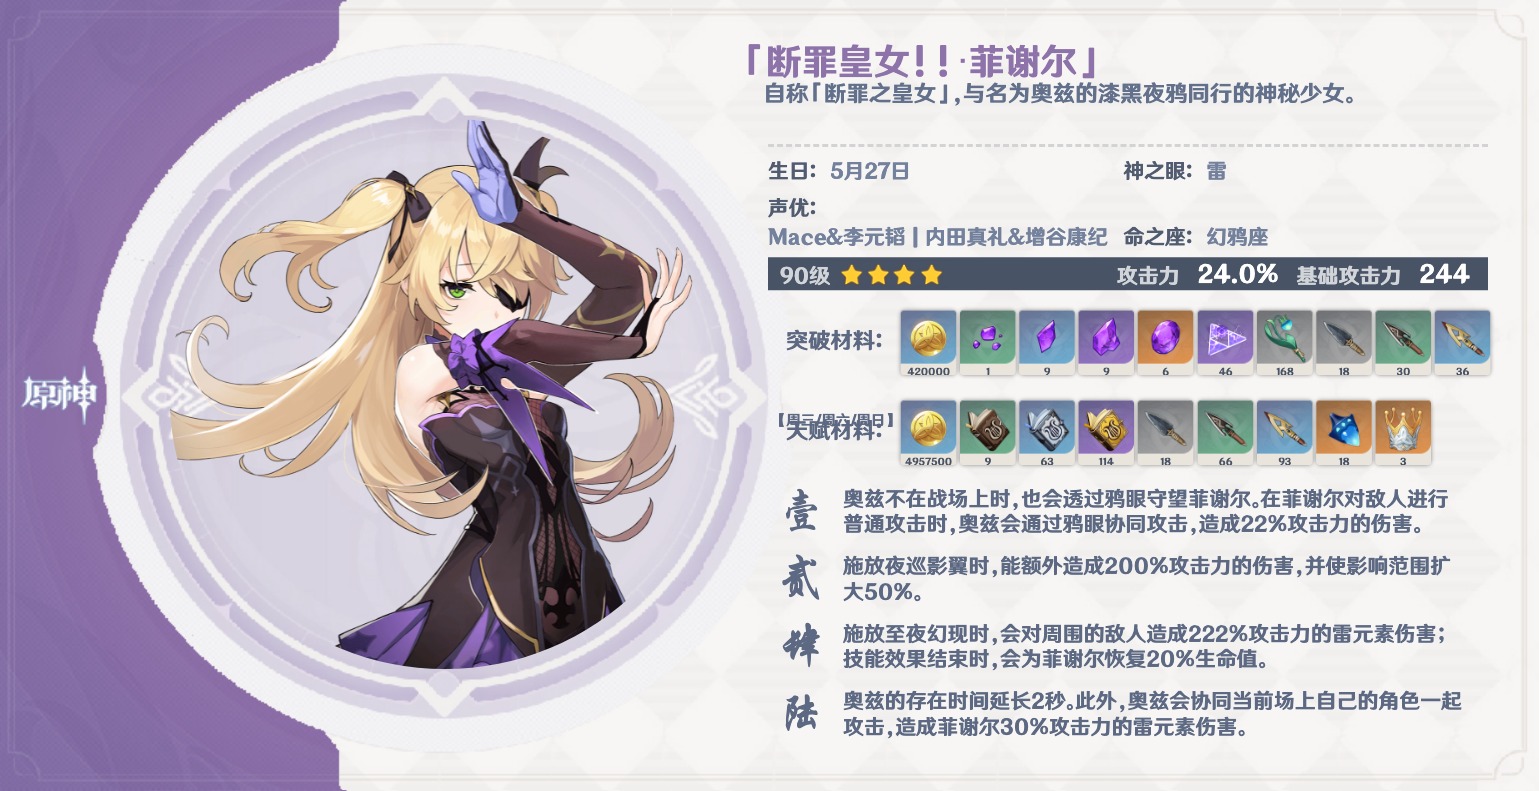 「断罪皇女!!·菲谢尔」
自称「断罪之皇女」,与名为奥兹的漆黑夜鸦同行的神秘少女。
生日: 5月27日 神之眼: 雷
声优:
Mace&李元韬 | 内田真礼&增谷康纪 命之座: 幻鸦座
90级 攻击力 24.0% 基础攻击力 244
原神
突破材料:
420000 1 9 9 6 46 168 18 30 36
【周三/周六/周日】
天赋材料:
4957500 9 63 114 18 66 93 18 3
壹 奥兹不在战场上时,也会透过鸦眼守望菲谢尔。在菲谢尔对敌人进行
普通攻击时,奥兹会通过鸦眼协同攻击,造成22%攻击力的伤害。
贰 施放夜巡影翼时,能额外造成200%攻击力的伤害,并使影响范围扩
大50%。
肆 施放至夜幻现时,会对周围的敌人造成222%攻击力的雷元素伤害;
技能效果结束时,会为菲谢尔恢复20%生命值。
陆 奥兹的存在时间延长2秒。此外,奥兹会协同当前场上自己的角色一起
攻击,造成菲谢尔30%攻击力的雷元素伤害。